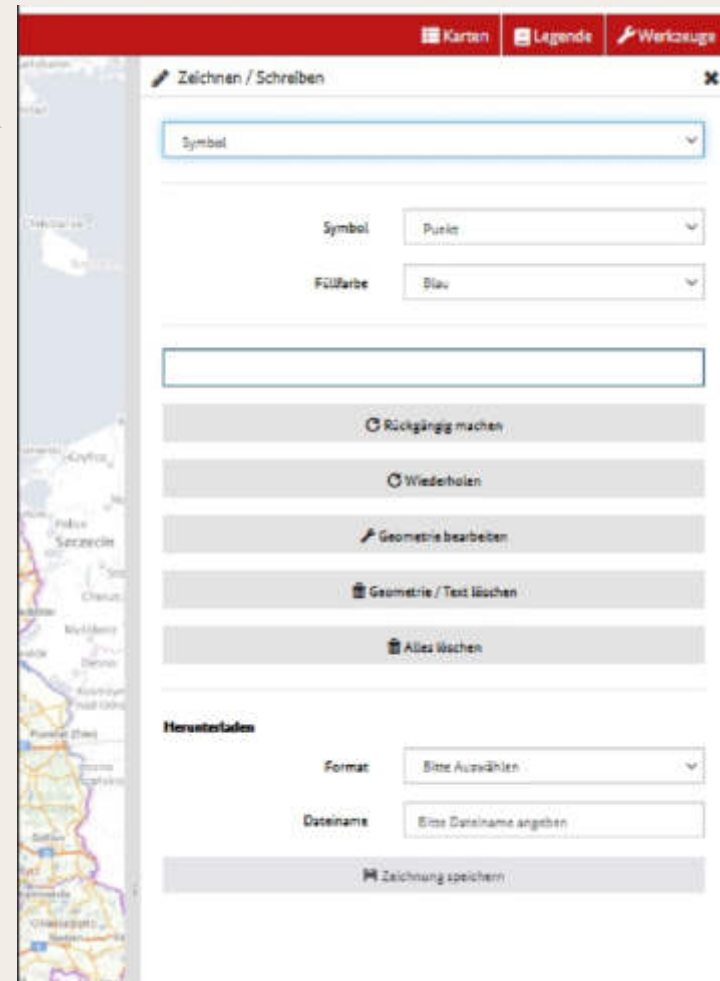 Karten Legende Werkzeuge
Zeichnen / Schreiben
Symbol
Symbol Punkt
Füllfarbe Blau
Rückgängig machen
Wiederholen
Geometrie bearbeiten
Geometrie / Text löschen
Alles löschen
Herunterladen
Format Bitte Auswählen
Dateiname Bitte Dateiname angeben
Zeichnung speichern
Szczecin